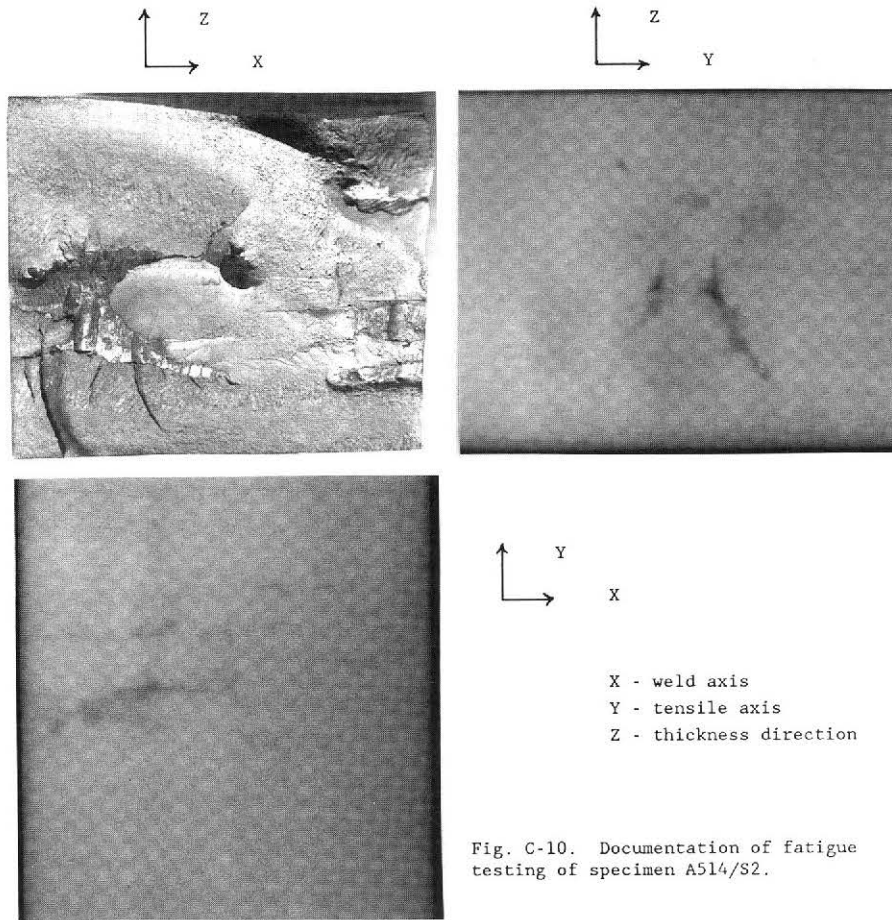 Z
X
Z
Y
Y
X
X - weld axis
Y - tensile axis
Z - thickness direction
Fig. C-10. Documentation of fatigue
testing of specimen A514/S2.